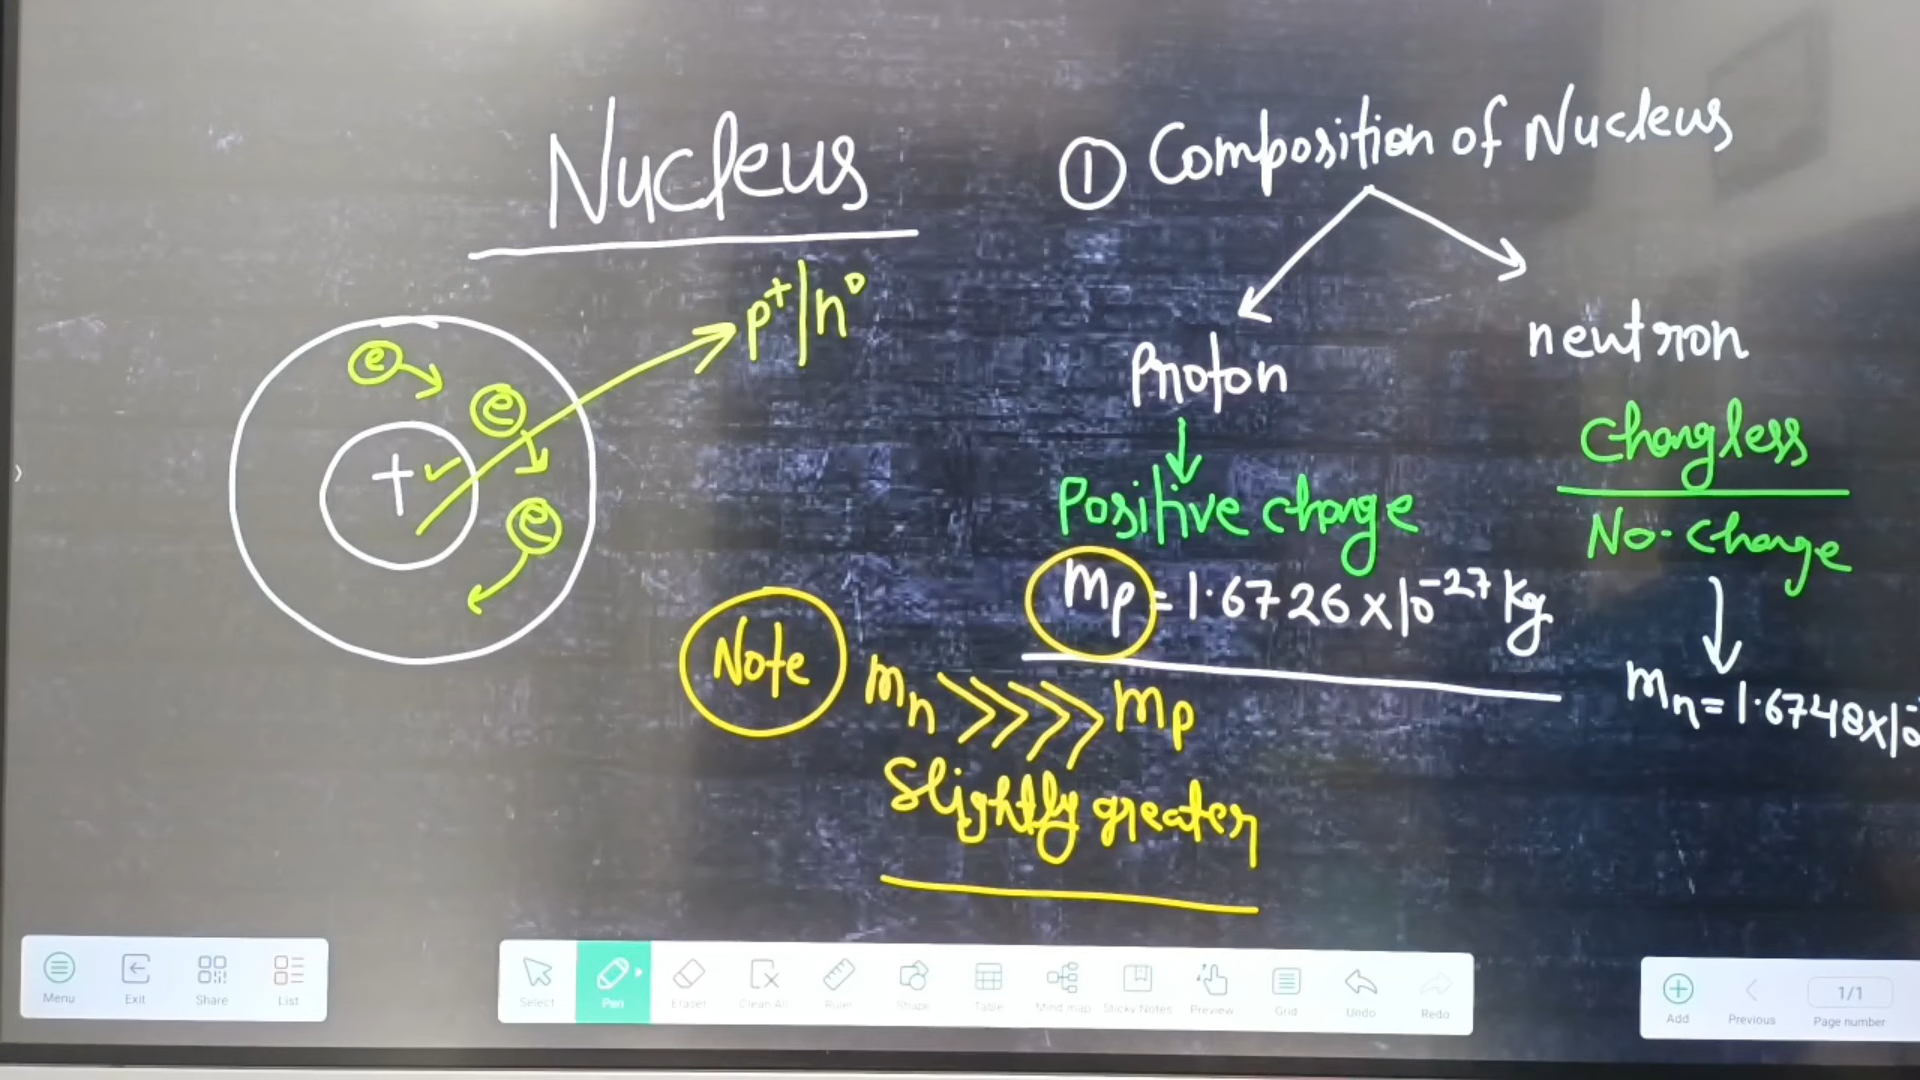 Nucleus
p⁺/n⁰
e
e
e
+
① Composition of Nucleus
Proton
neutron
Positive charge
Chargless
No-charge
mp = 1.6726 x 10⁻²⁷ kg
mn = 1.6748 x 10⁻
Note
mn >>>> mp
Slightly greater
Menu
Exit
Share
List
Select
Pen
Eraser
Clean All
Ruler
Shape
Table
Mind map
Sticky Notes
Preview
Grid
Undo
Redo
Add
Previous
1/1
Page number